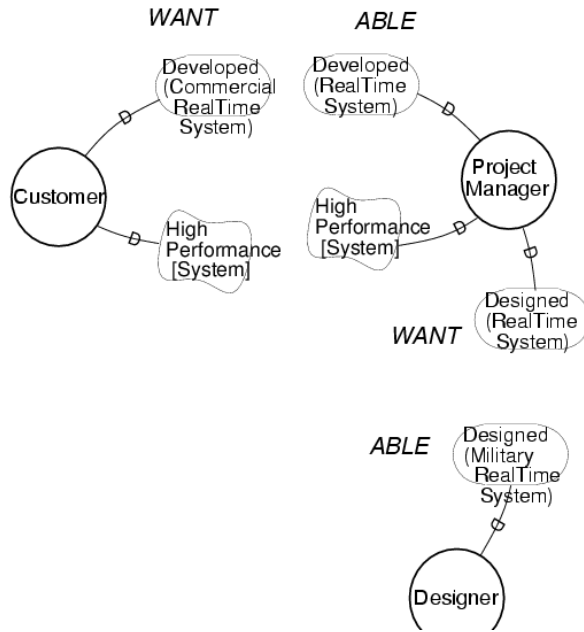 WANT
ABLE
Developed
(Commercial
RealTime
System)
Developed
(RealTime
System)
Customer
Project
Manager
High
Performance
[System]
High
Performance
[System]
Designed
(RealTime
System)
WANT
ABLE
Designed
(Military
RealTime
System)
Designer